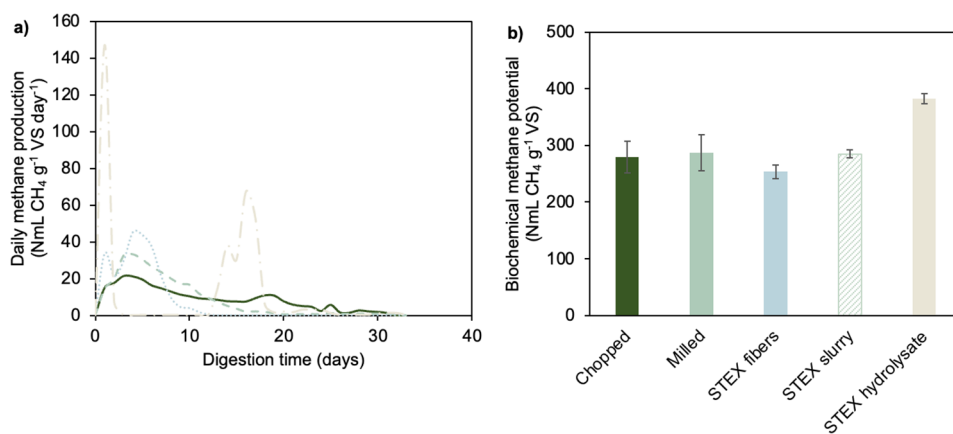 a)
Daily methane production
(NmL CH₄ g⁻¹ VS day⁻¹)
160
140
120
100
80
60
40
20
0
0 10 20 30 40
Digestion time (days)
b)
Biochemical methane potential
(NmL CH₄ g⁻¹ VS)
500
400
300
200
100
0
Chopped
Milled
STEX fibers
STEX slurry
STEX hydrolysate